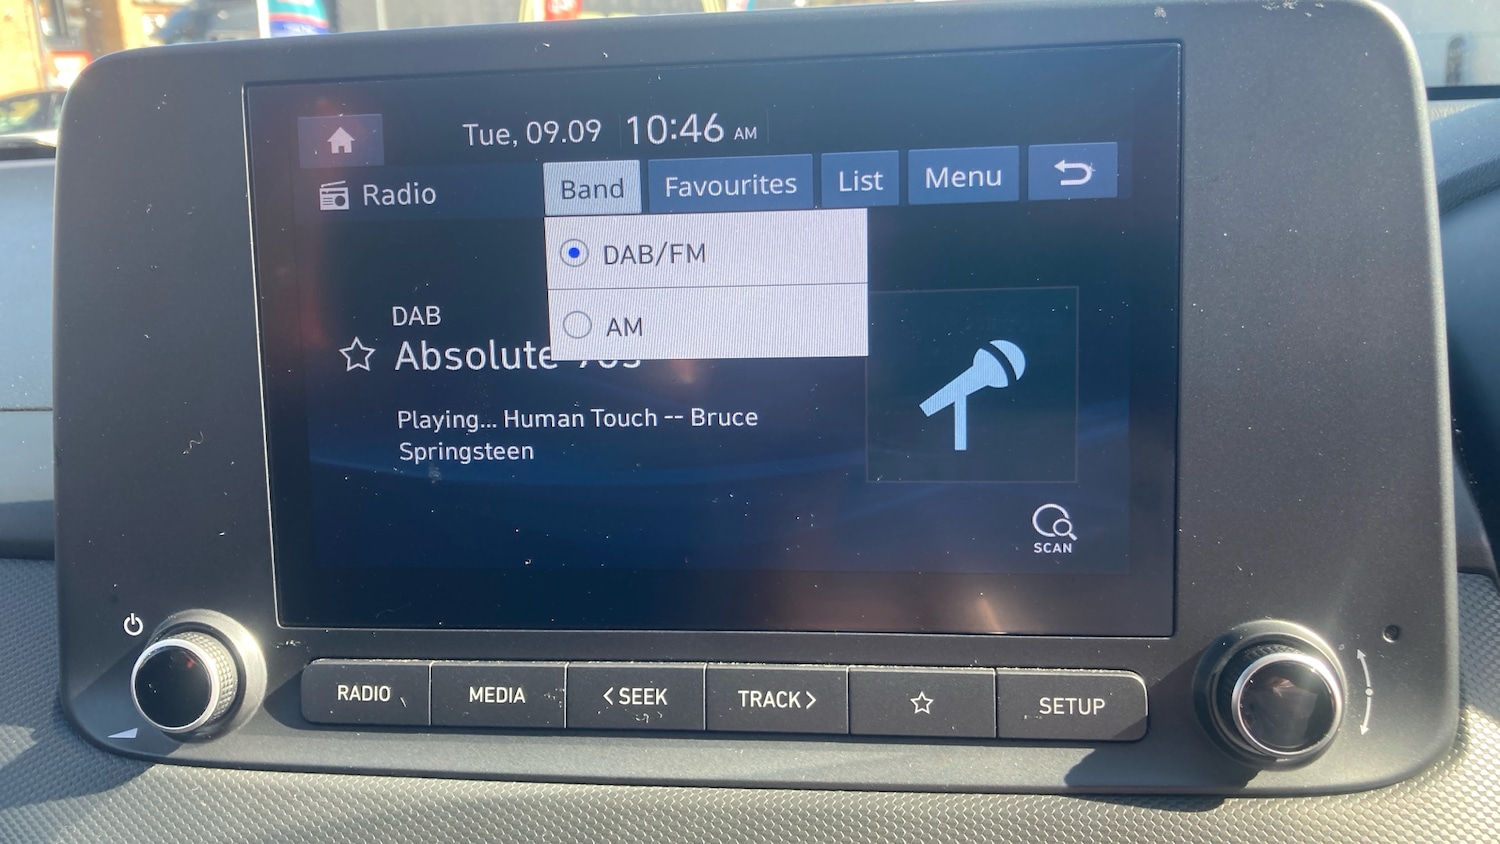 Tue, 09.09 10:46 AM
Radio Band Favourites List Menu
DAB/FM
AM
DAB
Absolute
Playing... Human Touch -- Bruce
Springsteen
SCAN
RADIO MEDIA <SEEK TRACK> SETUP